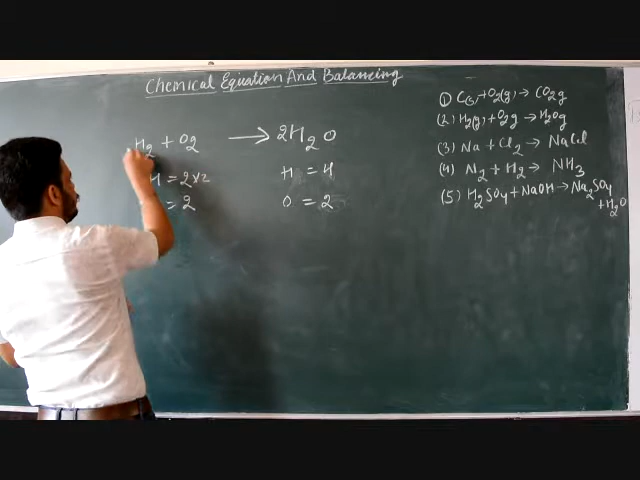 Chemical Equation And Balancing
H₂ + O₂ ⟶ 2H₂O
H = 2×2 H = 4
= 2 O = 2
(1) C(s) + O₂(g) → CO₂g
(2) H₂(g) + O₂g → H₂Og
(3) Na + Cl₂ → NaCl
(4) N₂ + H₂ → NH₃
(5) H₂SO₄ + NaOH → Na₂SO₄
+ H₂O